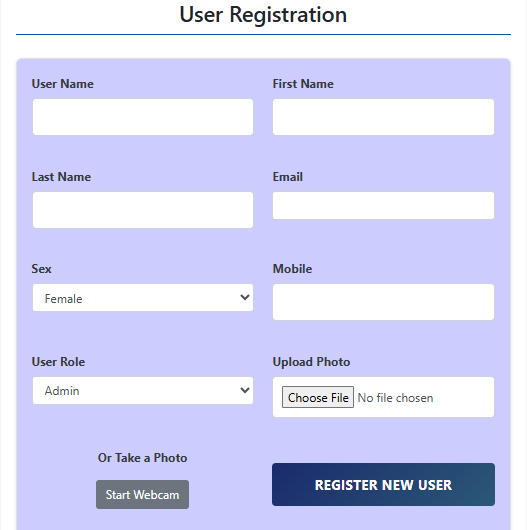 User Registration
User Name
First Name
Last Name
Email
Sex
Mobile
Female
User Role
Upload Photo
Admin
Choose File No file chosen
Or Take a Photo
Start Webcam
REGISTER NEW USER